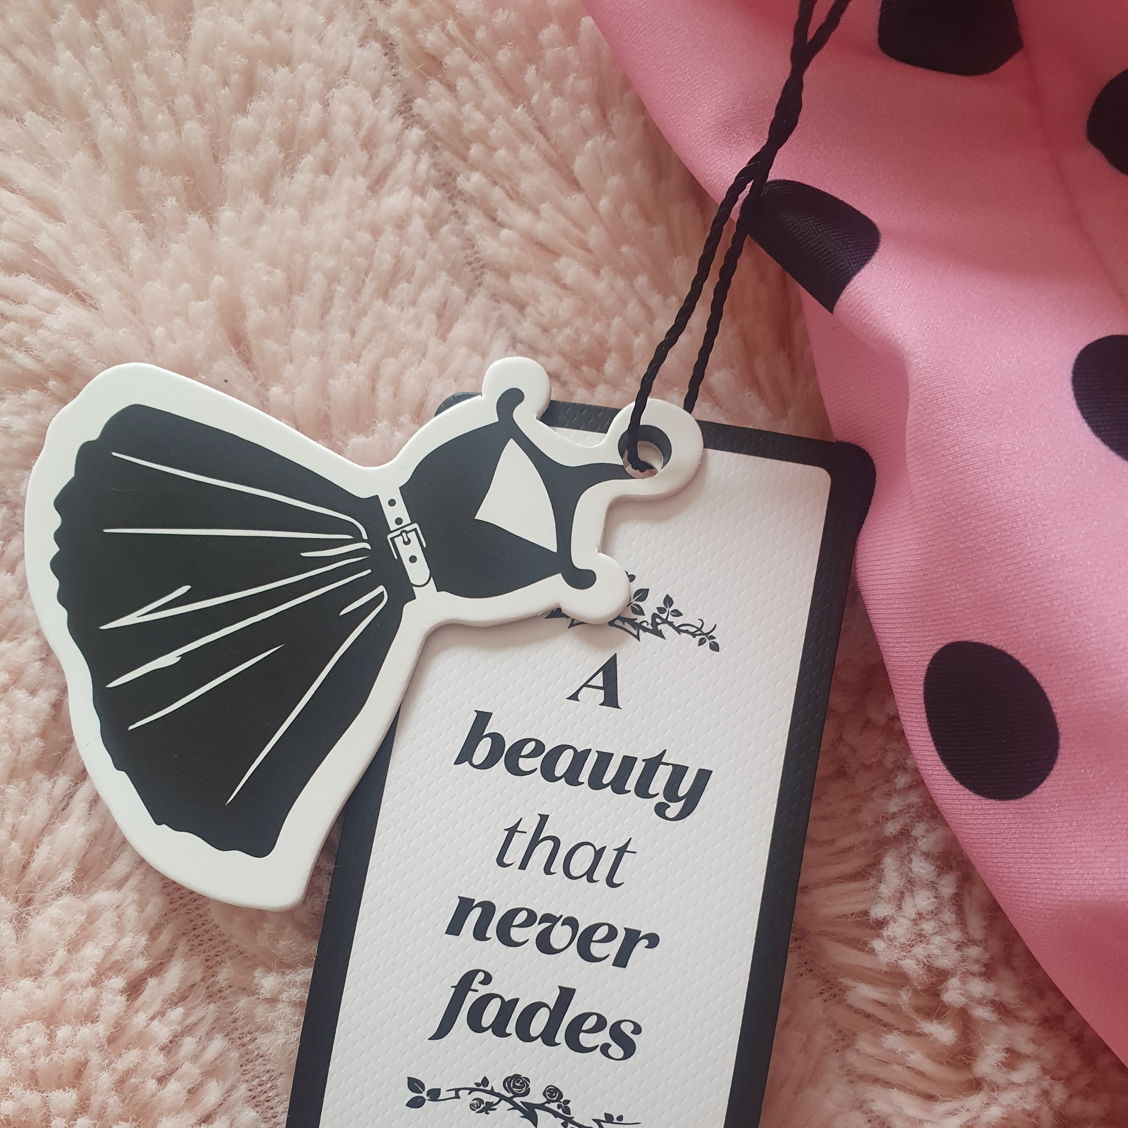 A
beauty
that
never
fades